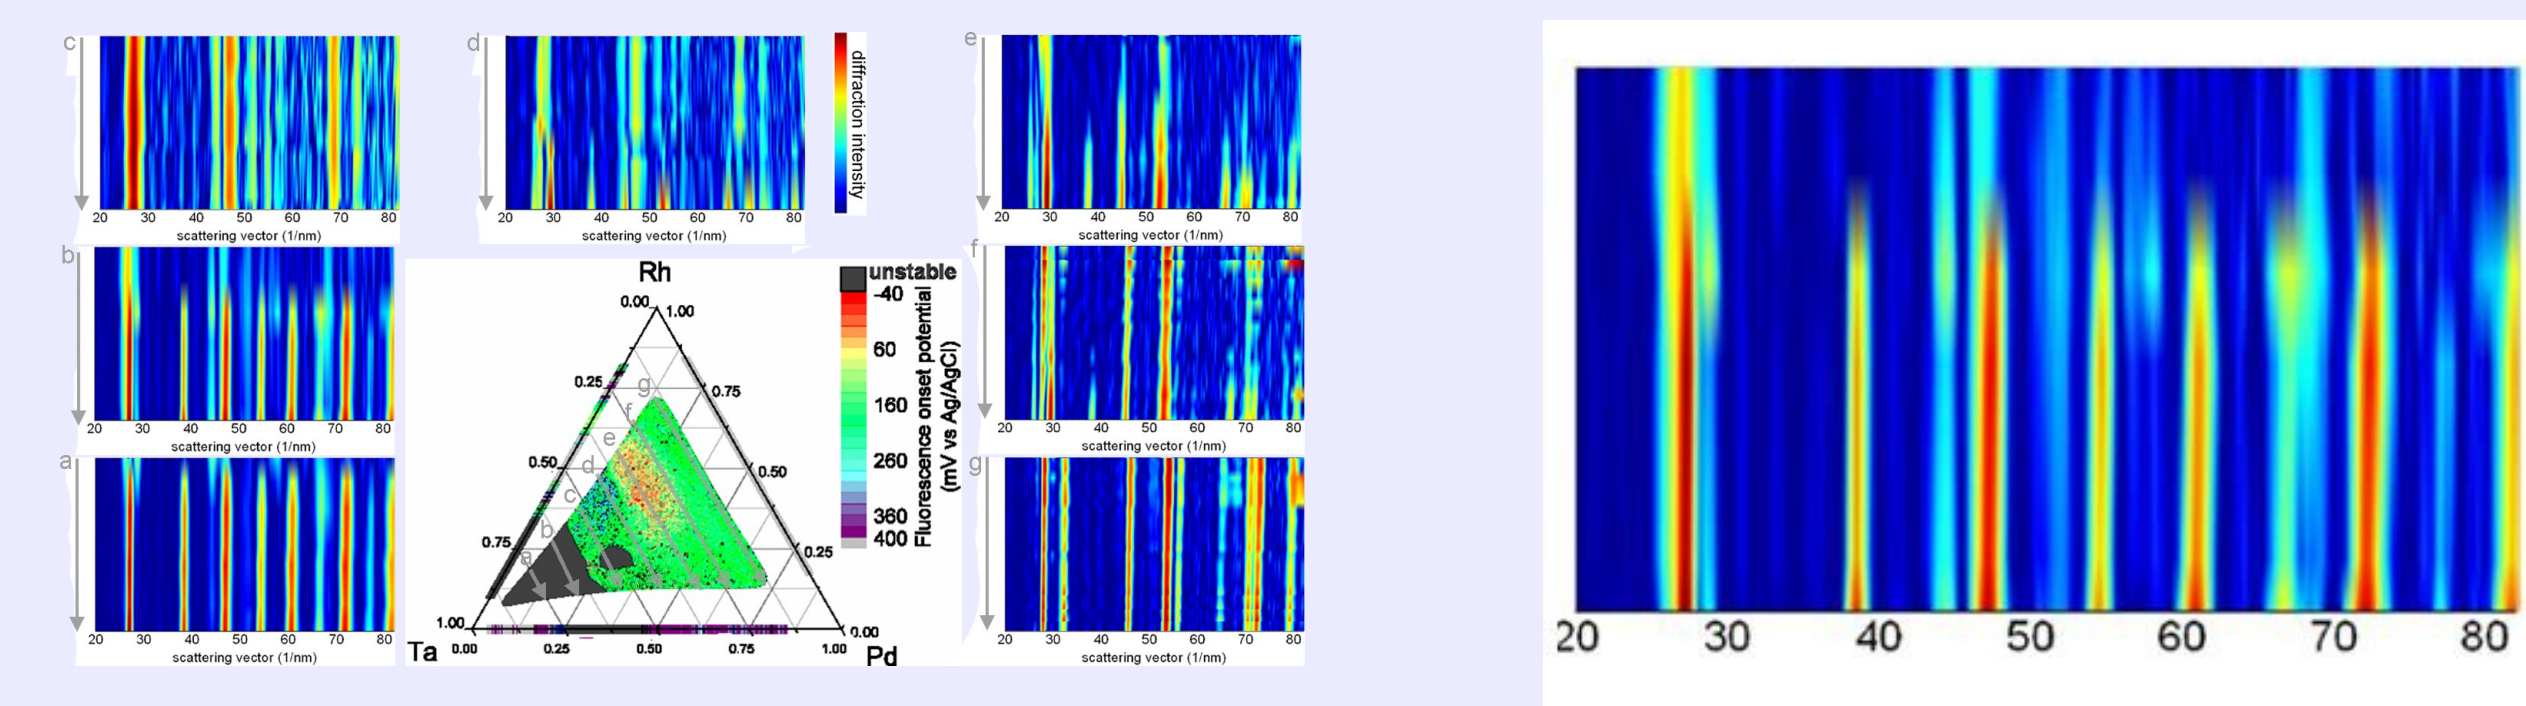 c
20 30 40 50 60 70 80
scattering vector (1/nm)
d
20 30 40 50 60 70 80
scattering vector (1/nm)
diffraction intensity
e
20 30 40 50 60 70 80
scattering vector (1/nm)
b
20 30 40 50 60 70 80
scattering vector (1/nm)
a
20 30 40 50 60 70 80
scattering vector (1/nm)
Rh
0.00 1.00
0.25 0.75
0.50 0.50
0.75 0.25
1.00 0.00
Ta 0.00 0.25 0.50 0.75 1.00 Pd
g
f
e
d
c
b
a
unstable
-40
60
160
260
360
400
Fluorescence onset potential
(mV vs Ag/AgCl)
f
20 30 40 50 60 70 80
scattering vector (1/nm)
g
20 30 40 50 60 70 80
scattering vector (1/nm)
20 30 40 50 60 70 80